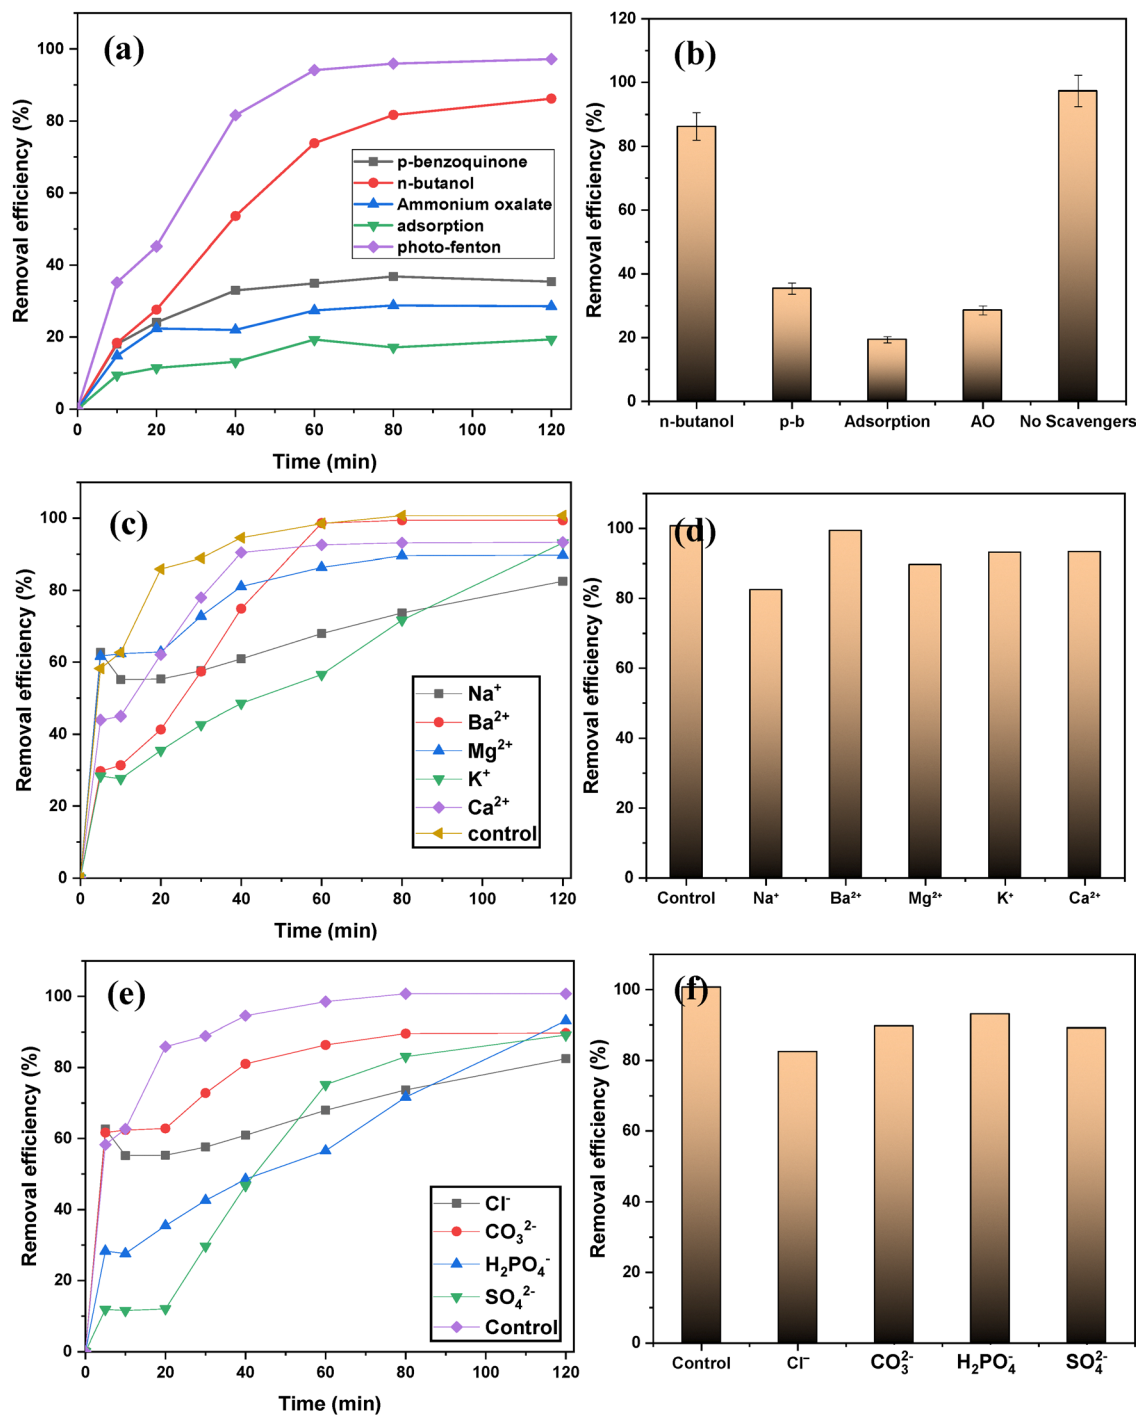 (a)
Removal efficiency (%)
100
80
60
40
20
0
p-benzoquinone
n-butanol
Ammonium oxalate
adsorption
photo-fenton
0 20 40 60 80 100 120
Time (min)
(b)
Removal efficiency (%)
120
100
80
60
40
20
0
n-butanol p-b Adsorption AO No Scavengers
(c)
Removal efficiency (%)
100
80
60
40
20
0
Na⁺
Ba²⁺
Mg²⁺
K⁺
Ca²⁺
control
0 20 40 60 80 100 120
Time (min)
(d)
Removal efficiency (%)
100
80
60
40
20
0
Control Na⁺ Ba²⁺ Mg²⁺ K⁺ Ca²⁺
(e)
Removal efficiency (%)
100
80
60
40
20
0
Cl⁻
CO₃²⁻
H₂PO₄⁻
SO₄²⁻
Control
0 20 40 60 80 100 120
Time (min)
(f)
Removal efficiency (%)
100
80
60
40
20
0
Control Cl⁻ CO₃²⁻ H₂PO₄⁻ SO₄²⁻